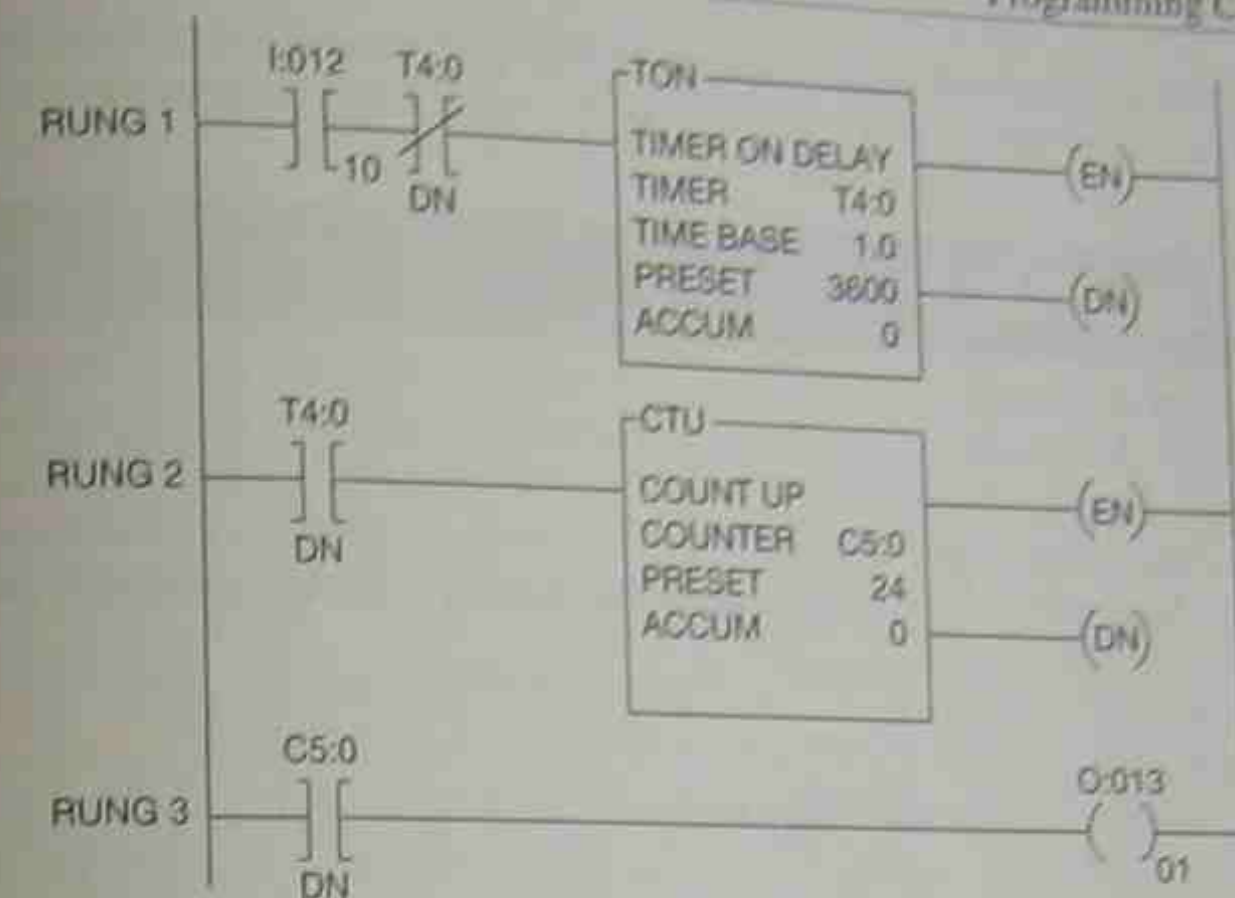 Programming C
I:012 T4:0
RUNG 1
10
DN
TON
TIMER ON DELAY
TIMER T4:0
TIME BASE 1.0
PRESET 3600
ACCUM 0
(EN)
(DN)
T4:0
RUNG 2
DN
CTU
COUNT UP
COUNTER C5:0
PRESET 24
ACCUM 0
(EN)
(DN)
C5:0
RUNG 3
DN
O:013
01